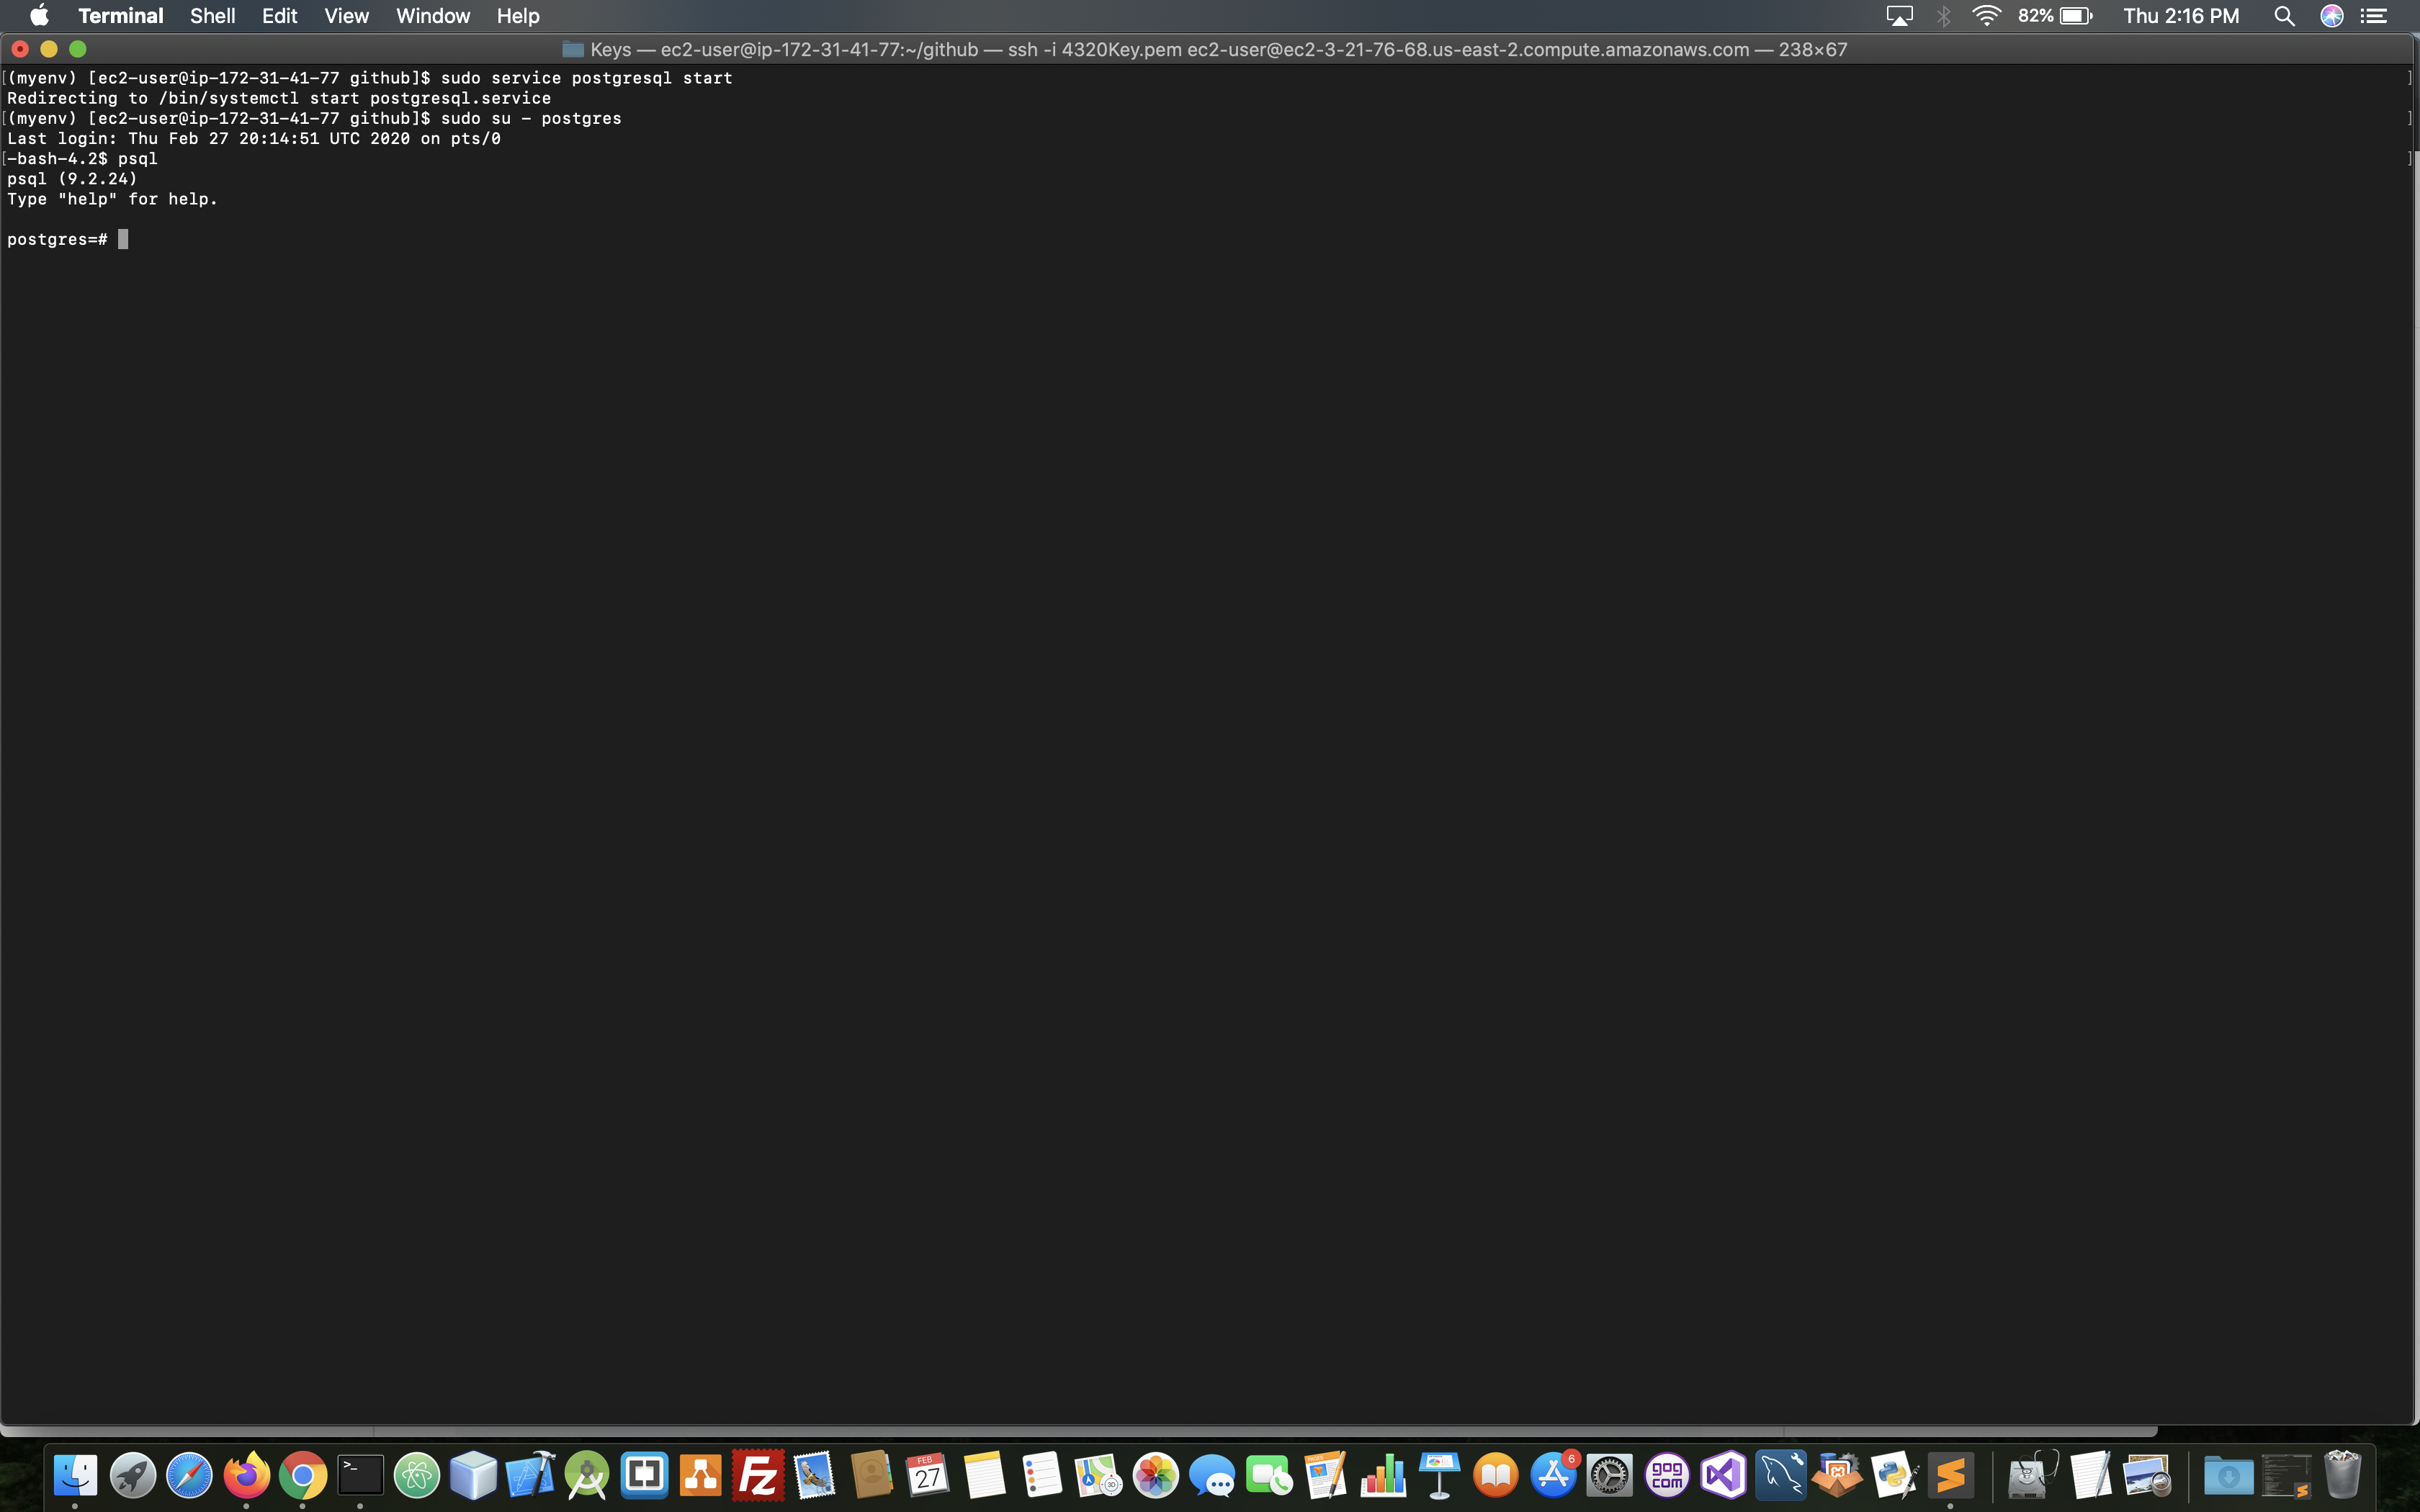 Terminal Shell Edit View Window Help 82% Thu 2:16 PM
Keys — ec2-user@ip-172-31-41-77:~/github — ssh -i 4320Key.pem ec2-user@ec2-3-21-76-68.us-east-2.compute.amazonaws.com — 238×67
[(myenv) [ec2-user@ip-172-31-41-77 github]$ sudo service postgresql start ]
Redirecting to /bin/systemctl start postgresql.service
[(myenv) [ec2-user@ip-172-31-41-77 github]$ sudo su - postgres ]
Last login: Thu Feb 27 20:14:51 UTC 2020 on pts/0
[-bash-4.2$ psql ]
psql (9.2.24)
Type "help" for help.
postgres=#
>_ Fz FEB 27 3D 6 GOG COM